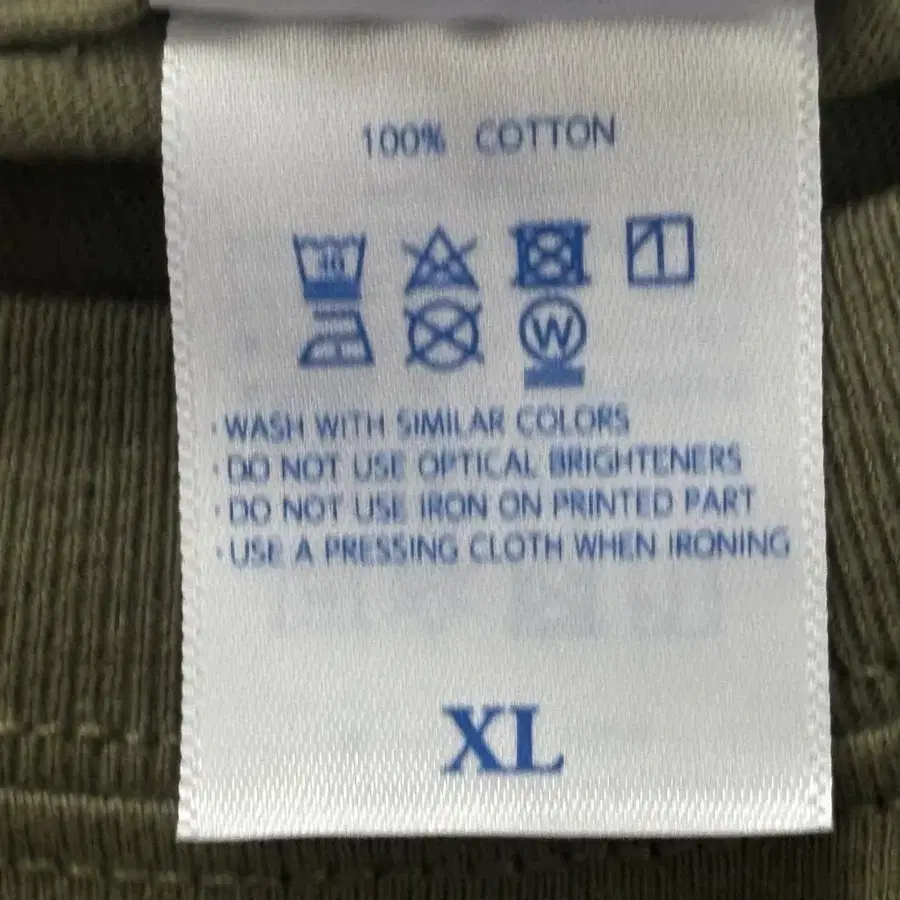 100% COTTON
W
· WASH WITH SIMILAR COLORS
· DO NOT USE OPTICAL BRIGHTENERS
· DO NOT USE IRON ON PRINTED PART
· USE A PRESSING CLOTH WHEN IRONING
XL